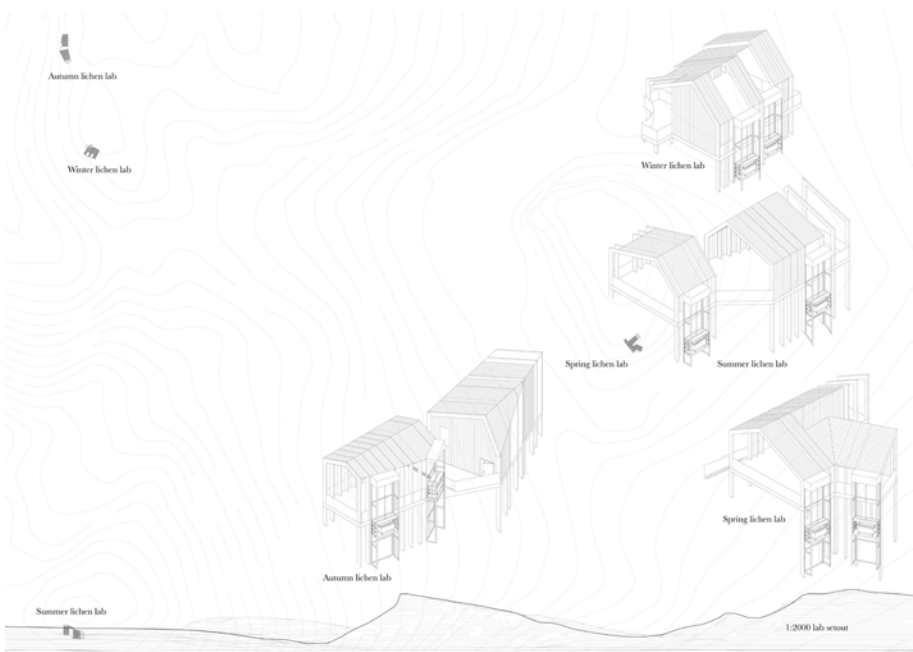 Autumn lichen lab
Winter lichen lab
Winter lichen lab
Spring lichen lab
Summer lichen lab
Spring lichen lab
Autumn lichen lab
Summer lichen lab
1:2000 lab setout